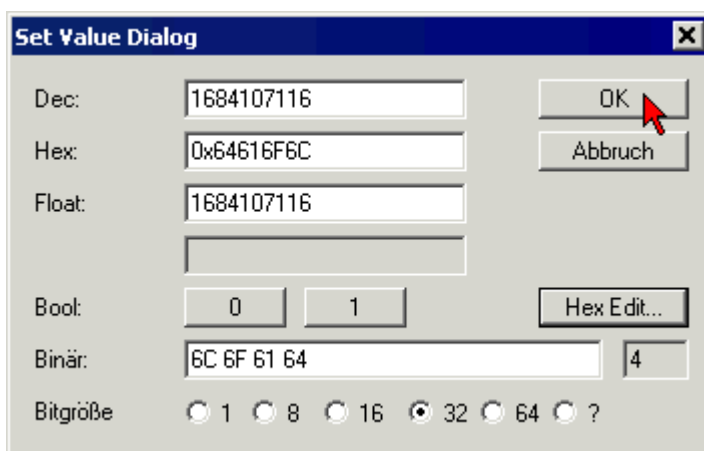 Set Value Dialog
Dec: 1684107116 OK
Hex: 0x64616F6C Abbruch
Float: 1684107116
Bool: 0 1 Hex Edit...
Binär: 6C 6F 61 64 4
Bitgröße 1 8 16 32 64 ?